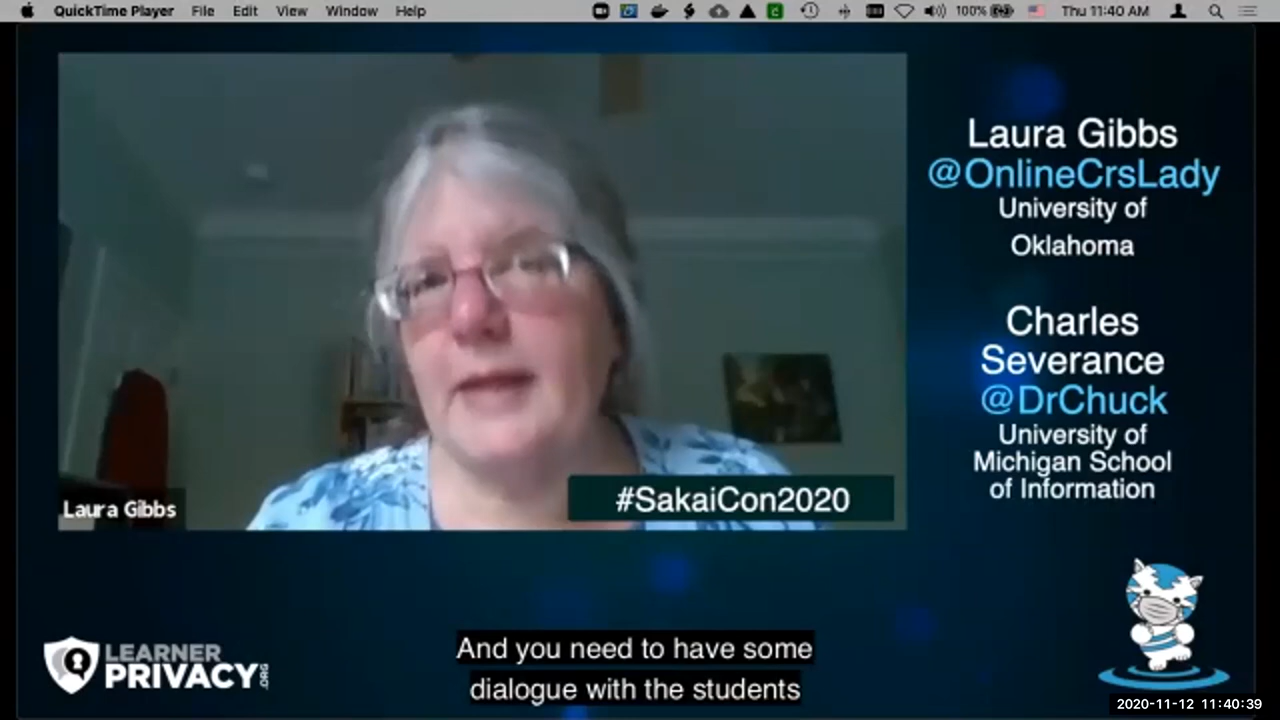 QuickTime Player File Edit View Window Help 100% Thu 11:40 AM
Laura Gibbs
@OnlineCrsLady
University of
Oklahoma
Charles
Severance
@DrChuck
University of
Michigan School
of Information
Laura Gibbs
#SakaiCon2020
LEARNER
PRIVACY.ORG
And you need to have some
dialogue with the students
2020-11-12 11:40:39